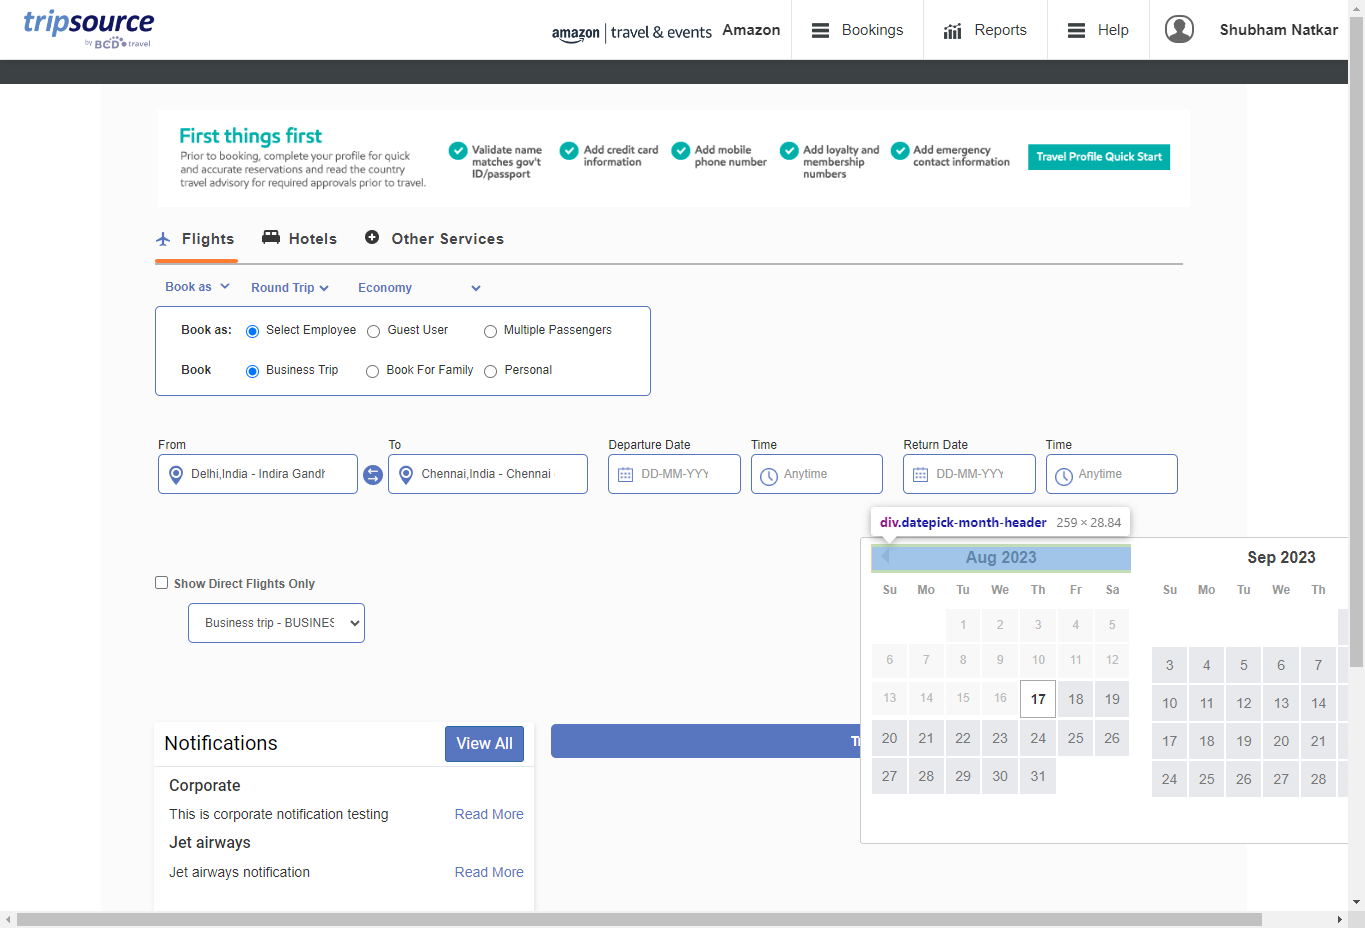 tripsource
by BCD travel
amazon | travel & events Amazon
Bookings
Reports
Help
Shubham Natkar
First things first
Prior to booking, complete your profile for quick
and accurate reservations and read the country
travel advisory for required approvals prior to travel.
Validate name
matches gov't
ID/passport
Add credit card
information
Add mobile
phone number
Add loyalty and
membership
numbers
Add emergency
contact information
Travel Profile Quick Start
Flights
Hotels
Other Services
Book as
Round Trip
Economy
Book as: Select Employee Guest User Multiple Passengers
Book Business Trip Book For Family Personal
From
To
Departure Date
Time
Return Date
Time
Delhi,India - Indira Gandh
Chennai,India - Chennai
DD-MM-YYY
Anytime
DD-MM-YYY
Anytime
div.datepick-month-header 259 × 28.84
Aug 2023
Su Mo Tu We Th Fr Sa
1 2 3 4 5
6 7 8 9 10 11 12
13 14 15 16 17 18 19
20 21 22 23 24 25 26
27 28 29 30 31
Sep 2023
Su Mo Tu We Th
3 4 5 6 7
10 11 12 13 14
17 18 19 20 21
24 25 26 27 28
Show Direct Flights Only
Business trip - BUSINES
Notifications
View All
Corporate
This is corporate notification testing Read More
Jet airways
Jet airways notification Read More